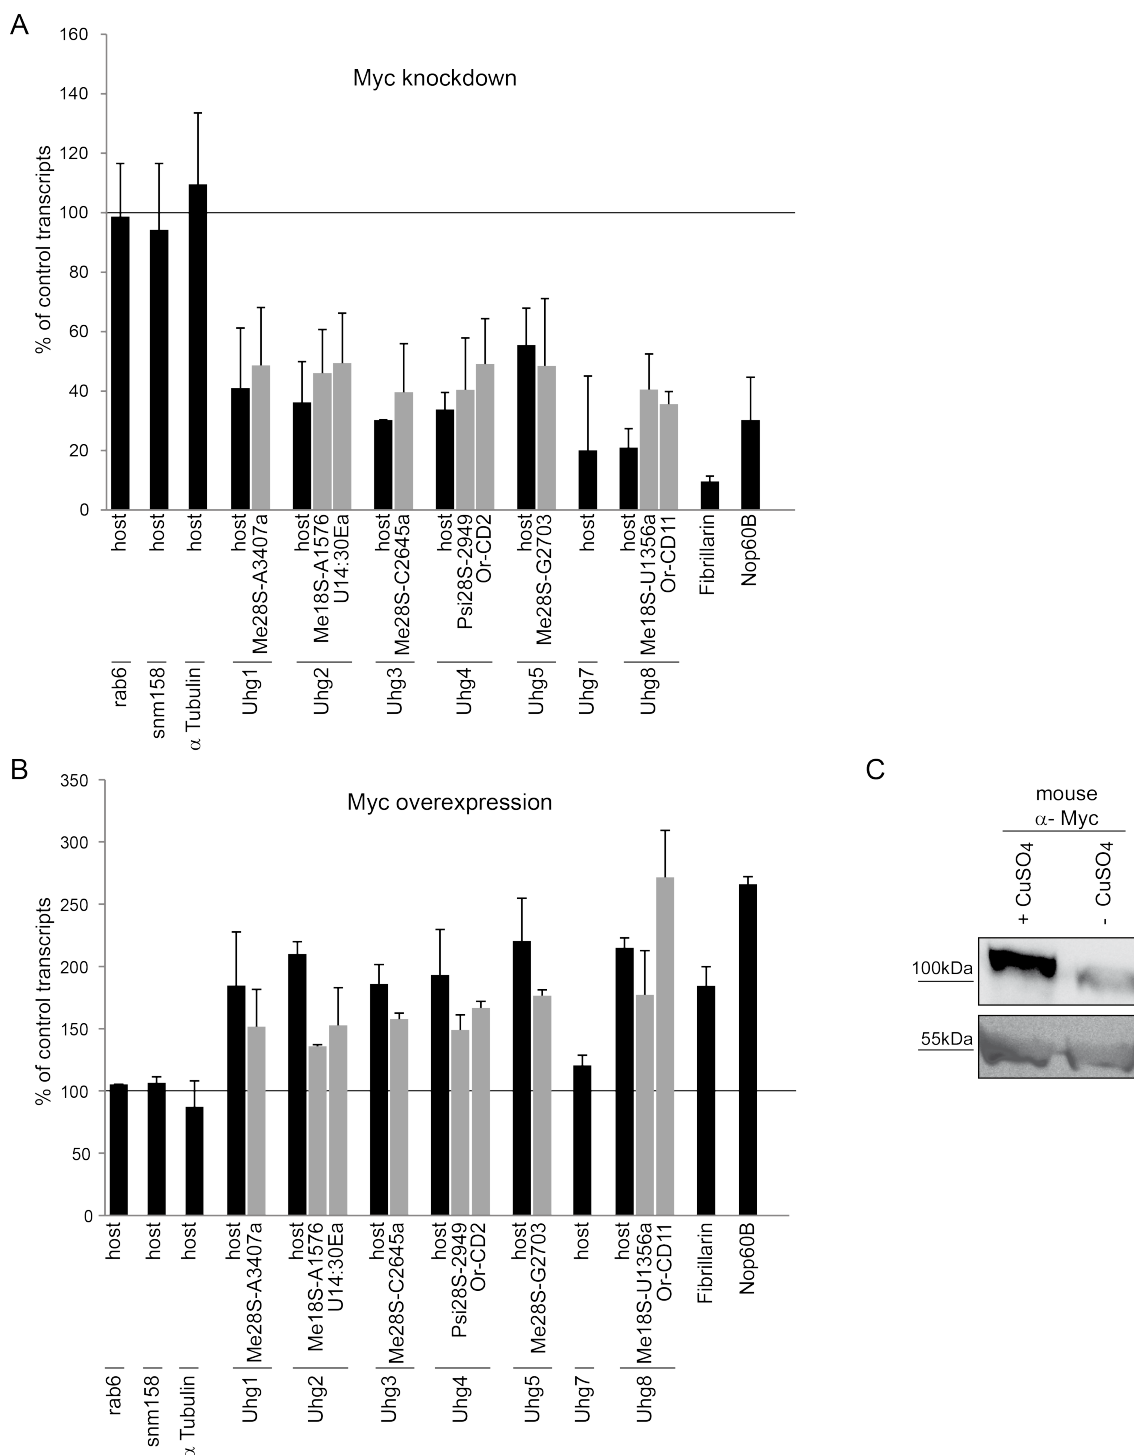 A
Myc knockdown
% of control transcripts
160
140
120
100
80
60
40
20
0
host
host
host
host
Me28S-A3407a
host
Me18S-A1576
U14:30Ea
host
Me28S-C2645a
host
Psi28S-2949
Or-CD2
host
Me28S-G2703
host
host
Me18S-U1356a
Or-CD11
Fibrillarin
Nop60B
rab6
snm158
α Tubulin
Uhg1
Uhg2
Uhg3
Uhg4
Uhg5
Uhg7
Uhg8
B
Myc overexpression
% of control transcripts
350
300
250
200
150
100
50
0
host
host
host
host
Me28S-A3407a
host
Me18S-A1576
U14:30Ea
host
Me28S-C2645a
host
Psi28S-2949
Or-CD2
host
Me28S-G2703
host
host
Me18S-U1356a
Or-CD11
Fibrillarin
Nop60B
rab6
snm158
α Tubulin
Uhg1
Uhg2
Uhg3
Uhg4
Uhg5
Uhg7
Uhg8
C
mouse
α- Myc
+ CuSO4
- CuSO4
100kDa
55kDa